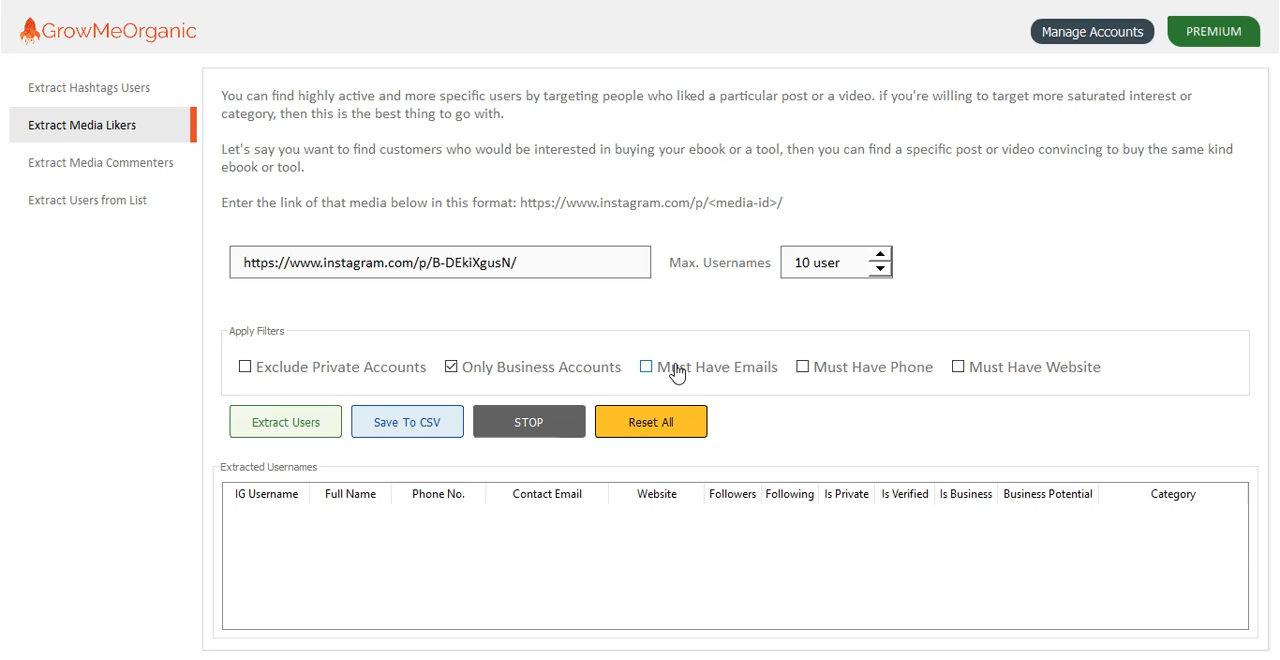 GrowMeOrganic
Manage Accounts
PREMIUM
Extract Hashtags Users
Extract Media Likers
Extract Media Commenters
Extract Users from List
You can find highly active and more specific users by targeting people who liked a particular post or a video. if you're willing to target more saturated interest or
category, then this is the best thing to go with.
Let's say you want to find customers who would be interested in buying your ebook or a tool, then you can find a specific post or video convincing to buy the same kind
ebook or tool.
Enter the link of that media below in this format: https://www.instagram.com/p/<media-id>/
https://www.instagram.com/p/B-DEkiXgusN/
Max. Usernames
10 user
Apply Filters
Exclude Private Accounts
Only Business Accounts
Must Have Emails
Must Have Phone
Must Have Website
Extract Users
Save To CSV
STOP
Reset All
Extracted Usernames
IG Username
Full Name
Phone No.
Contact Email
Website
Followers
Following
Is Private
Is Verified
Is Business
Business Potential
Category